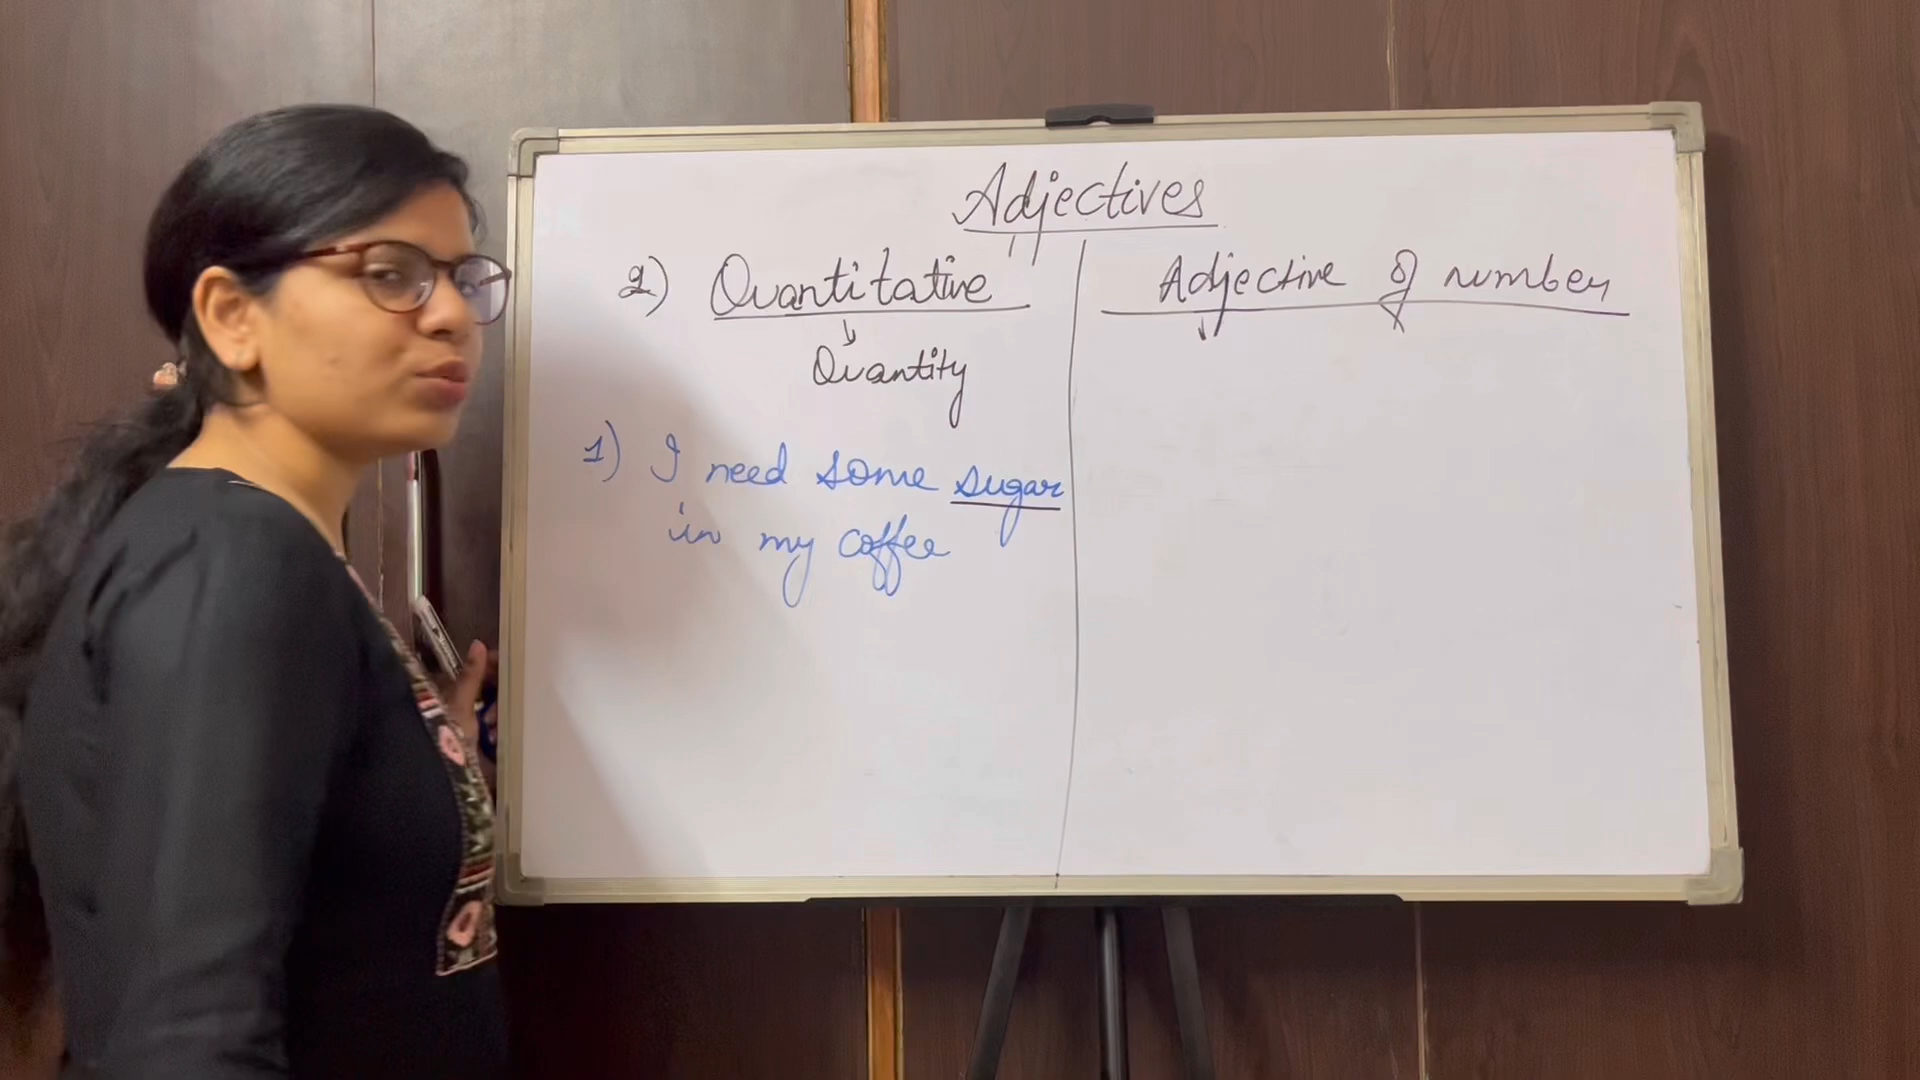 Adjectives
2) Quantitative
Quantity
1) I need some sugar
in my coffee
Adjective of number